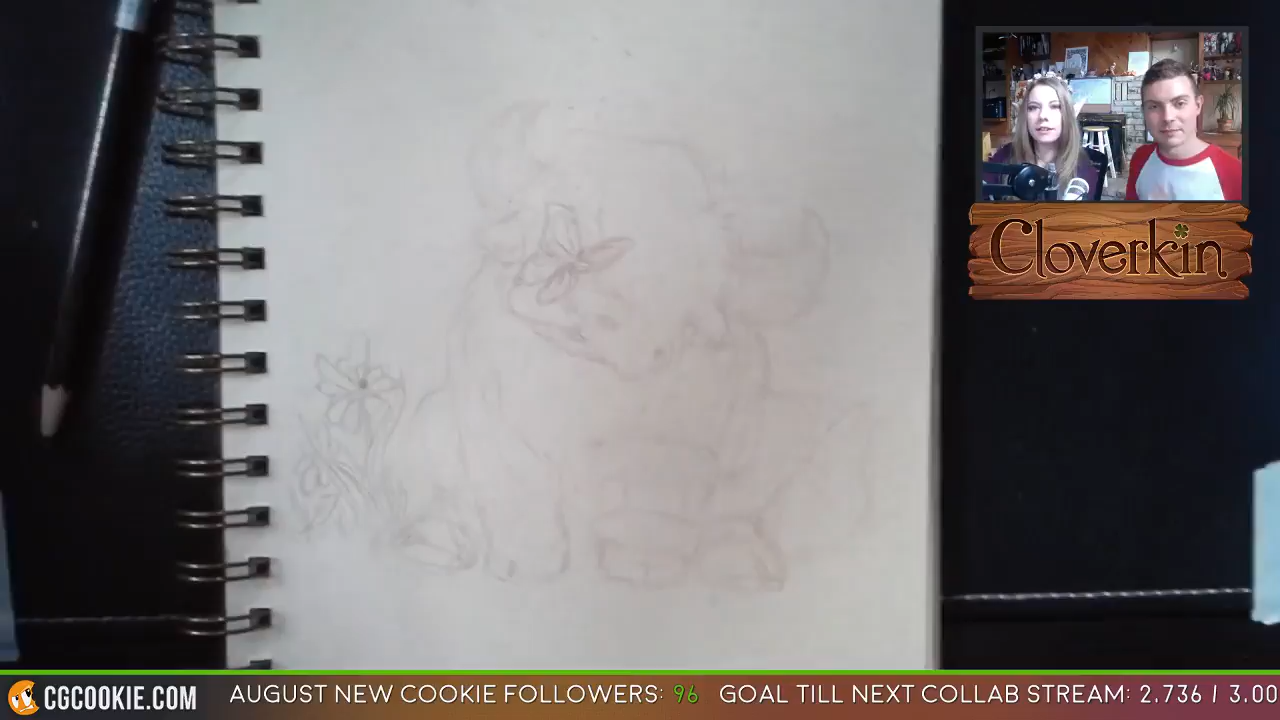 Cloverkin
CGCOOKIE.COM AUGUST NEW COOKIE FOLLOWERS: 96 GOAL TILL NEXT COLLAB STREAM: 2.736 / 3.00